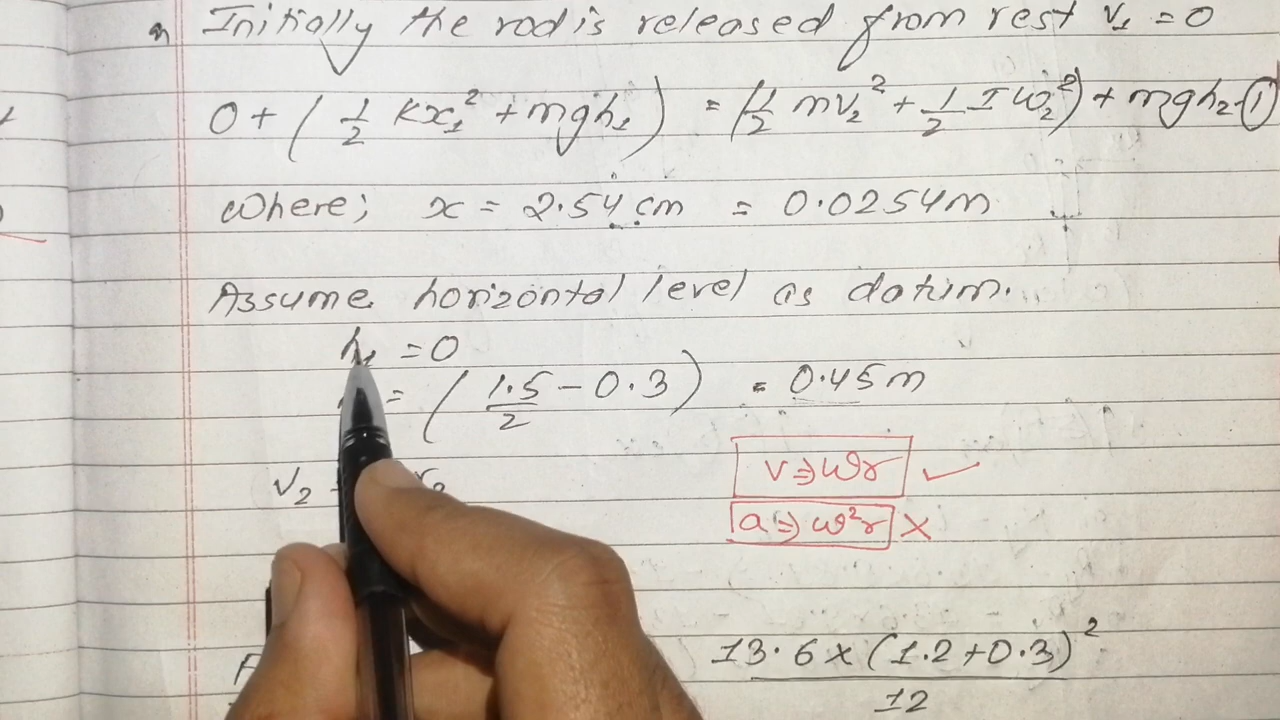 Initially the rod is released from rest v₁ = 0
0 + (1/2 Kx₁² + mgh₁) = (1/2 mv₂² + 1/2 Iω₂²) + mgh₂ - ①
Where; x = 2.54 cm = 0.0254m
Assume horizontal level as datum.
h₁ = 0
= (1.5/2 - 0.3) = 0.45m
v⇒ωr ✓
V₂ r₂
a⇒ω²r ✗
13.6 x (1.2+0.3)²
12